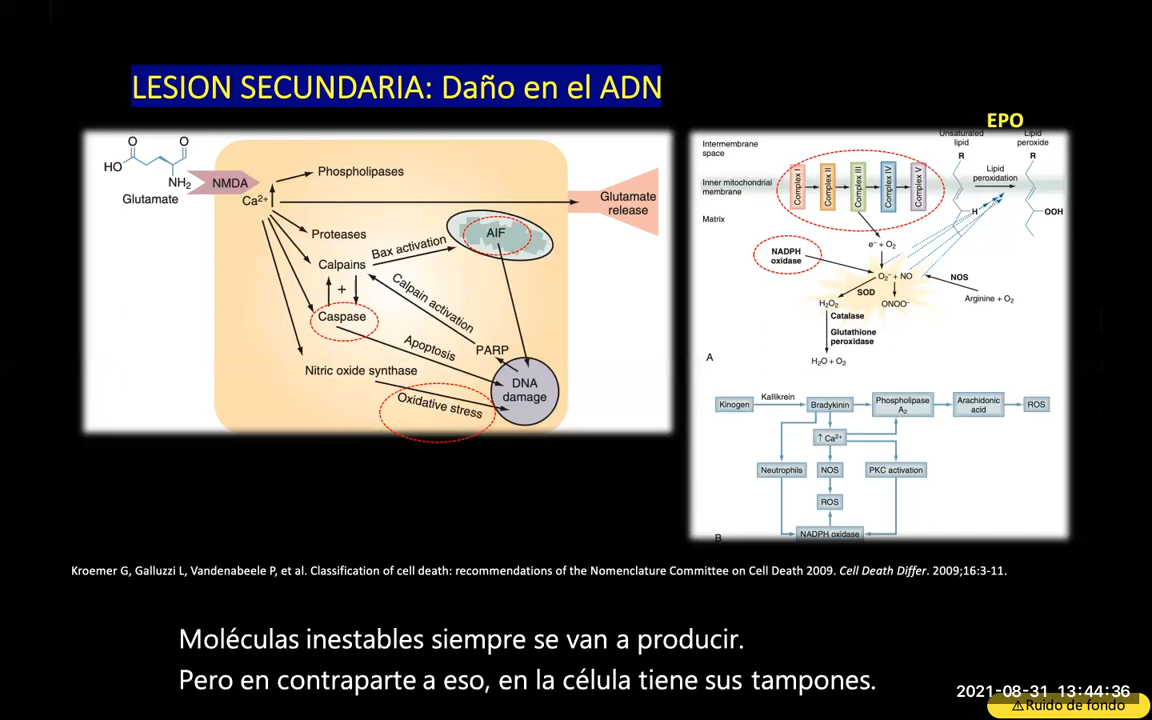 LESION SECUNDARIA: Daño en el ADN
EPO
O
O
HO
NH₂
Glutamate
NMDA
Ca²⁺
Phospholipases
Glutamate
release
Proteases
Bax activation
AIF
Calpains
+
Calpain activation
Caspase
Apoptosis
PARP
Nitric oxide synthase
DNA
damage
Oxidative stress
Intermembrane
space
Inner mitochondrial
membrane
Matrix
Complex I
Complex II
Complex III
Complex IV
Complex V
Unsaturated
lipid
Lipid
peroxide
R
R
Lipid
peroxidation
H
OOH
NADPH
oxidase
e⁻ + O₂
O₂⁻ + NO
NOS
SOD
H₂O₂
ONOO⁻
Arginine + O₂
Catalase
Glutathione
peroxidase
H₂O + O₂
A
Kinogen
Kallikrein
Bradykinin
Phospholipase
A₂
Arachidonic
acid
ROS
↑ Ca²⁺
Neutrophils
NOS
PKC activation
ROS
NADPH oxidase
B
Kroemer G, Galluzzi L, Vandenabeele P, et al. Classification of cell death: recommendations of the Nomenclature Committee on Cell Death 2009. Cell Death Differ. 2009;16:3-11.
Moléculas inestables siempre se van a producir.
Pero en contraparte a eso, en la célula tiene sus tampones.
2021-08-31 13:44:36
⚠Ruido de fondo